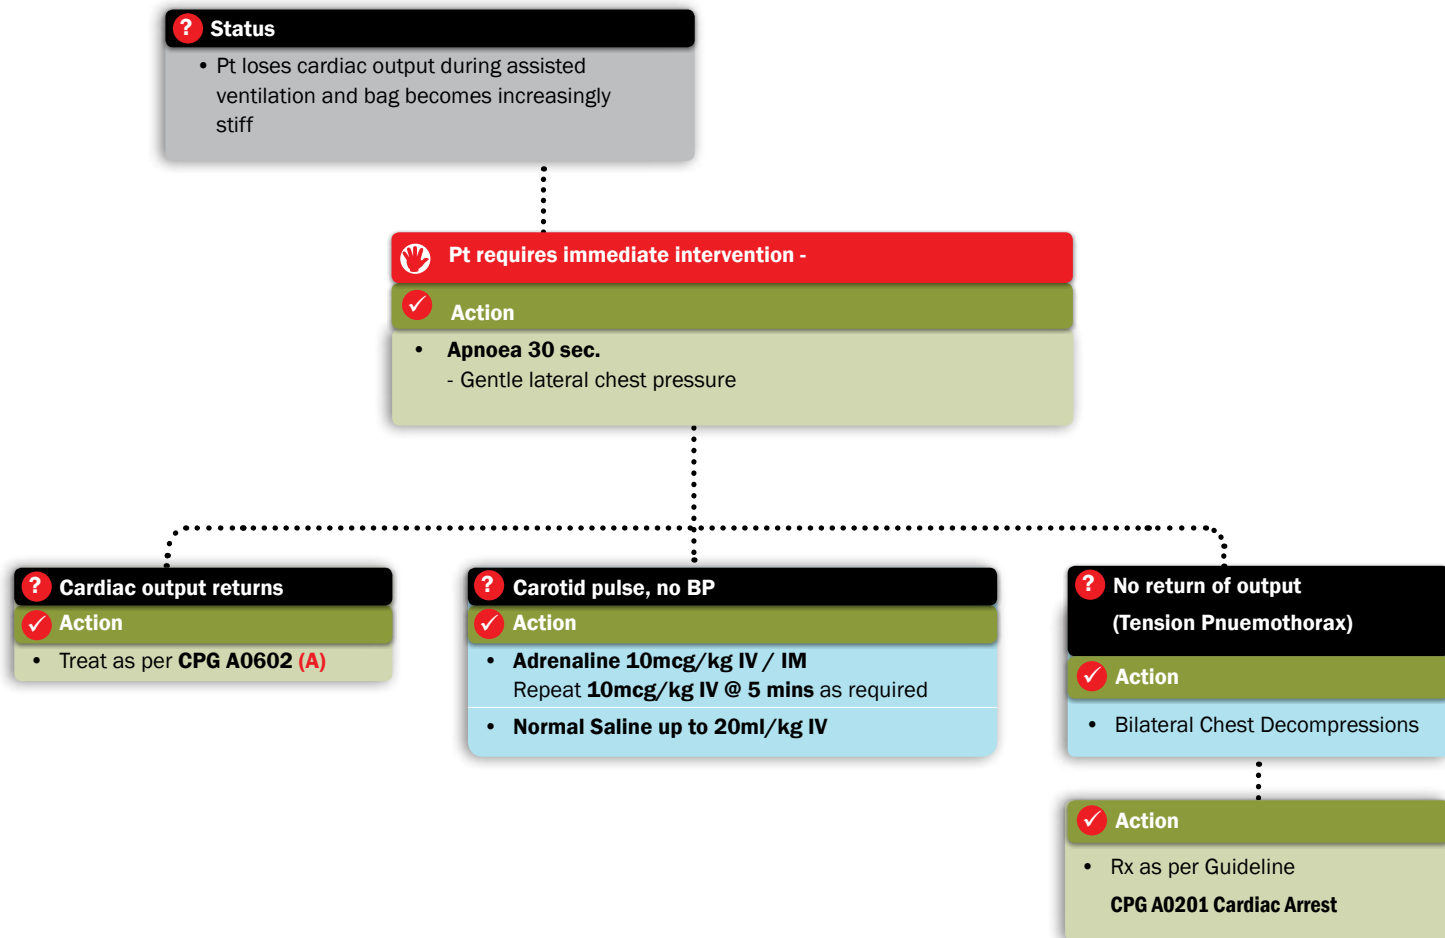 ? Status
• Pt loses cardiac output during assisted
ventilation and bag becomes increasingly
stiff
Pt requires immediate intervention -
Action
• Apnoea 30 sec.
- Gentle lateral chest pressure
? Cardiac output returns
Action
• Treat as per CPG A0602 (A)
? Carotid pulse, no BP
Action
• Adrenaline 10mcg/kg IV / IM
Repeat 10mcg/kg IV @ 5 mins as required
• Normal Saline up to 20ml/kg IV
? No return of output
(Tension Pnuemothorax)
Action
• Bilateral Chest Decompressions
Action
• Rx as per Guideline
CPG A0201 Cardiac Arrest